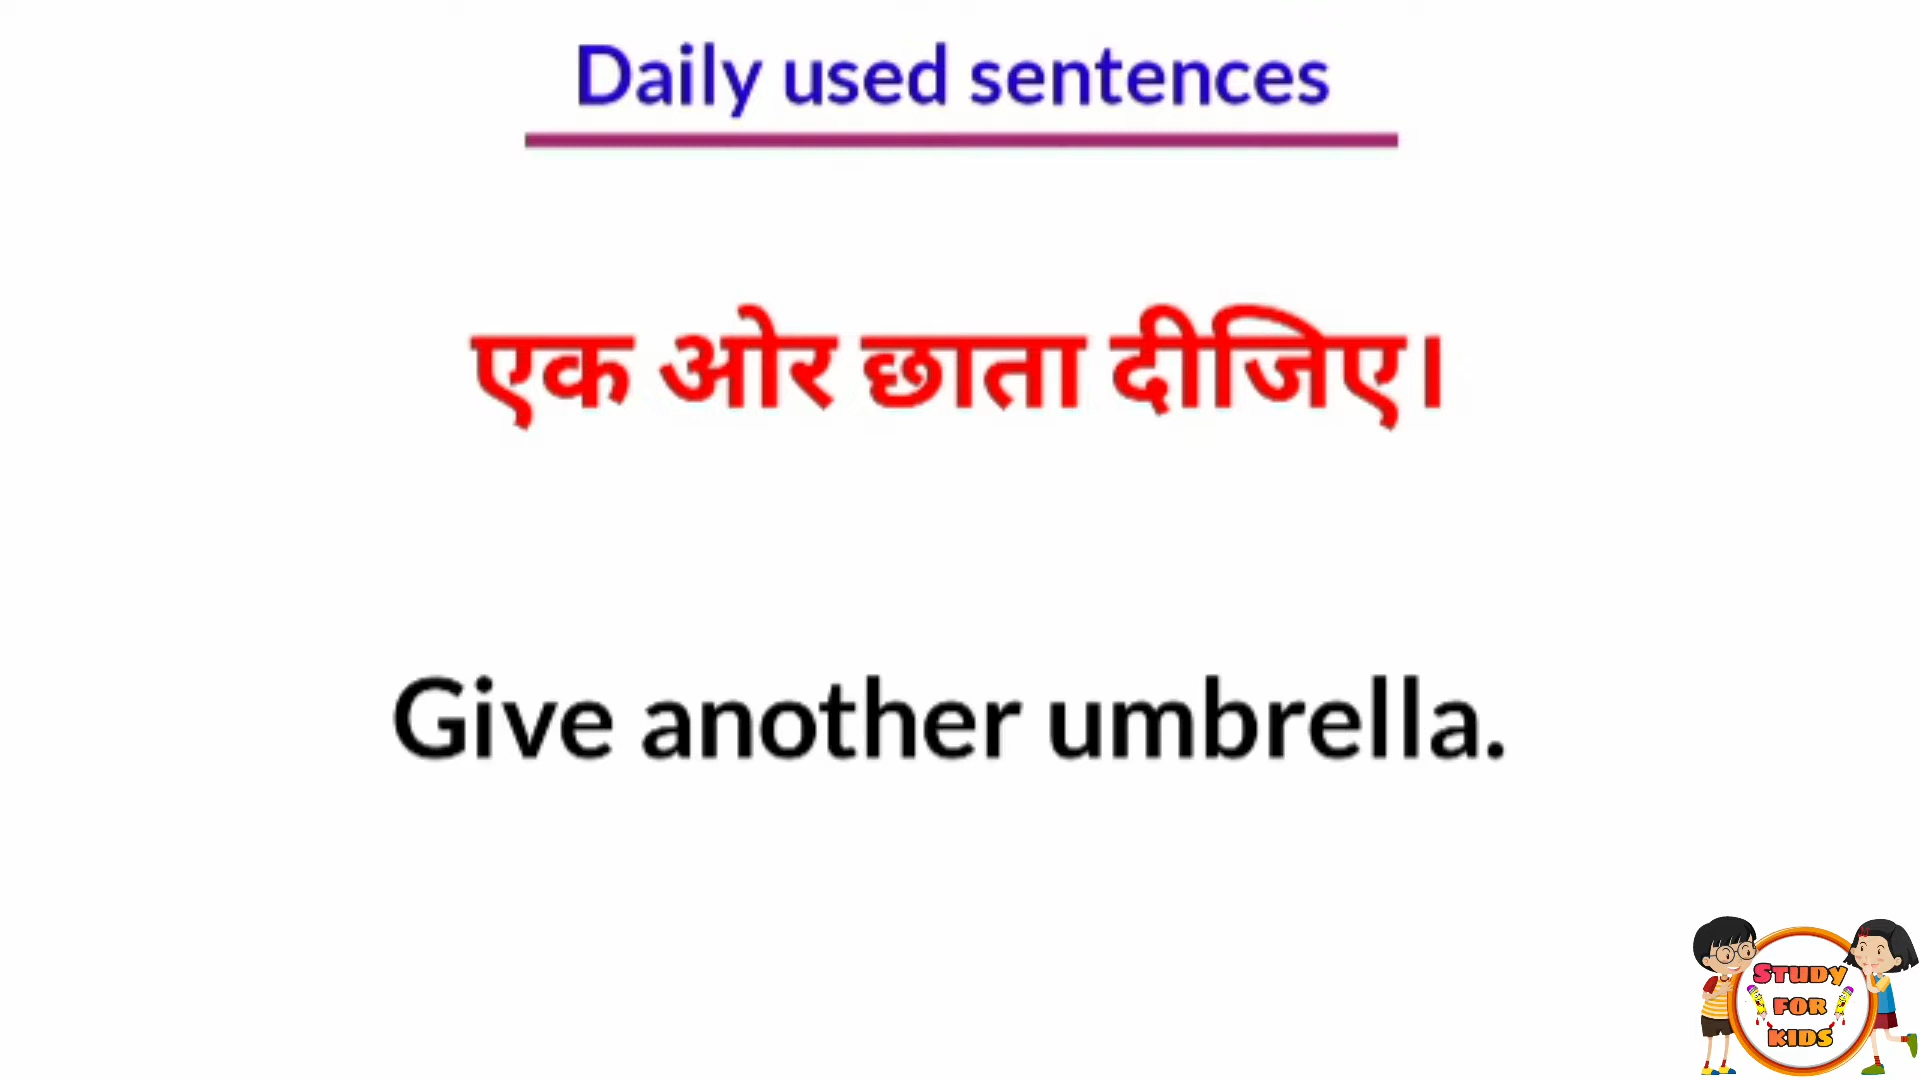 Daily used sentences
एक ओर छाता दीजिए।
Give another umbrella.
STUDY
FOR
KIDS